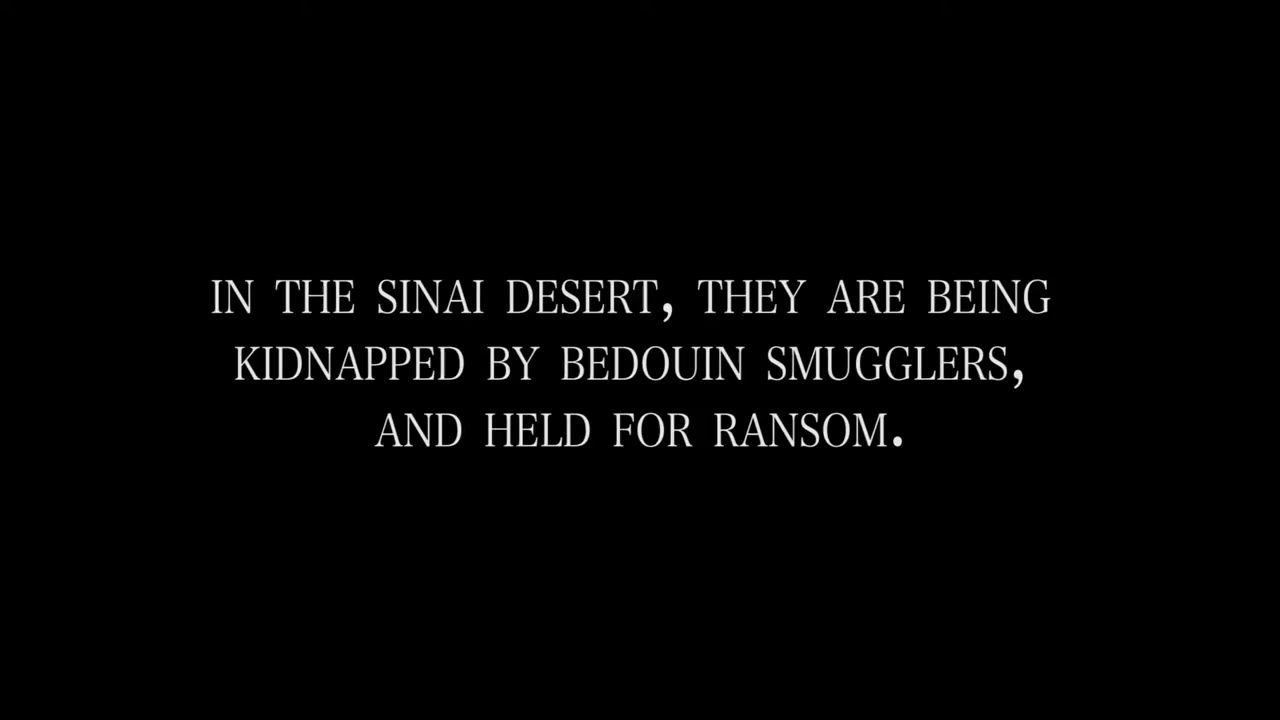 IN THE SINAI DESERT, THEY ARE BEING
KIDNAPPED BY BEDOUIN SMUGGLERS,
AND HELD FOR RANSOM.